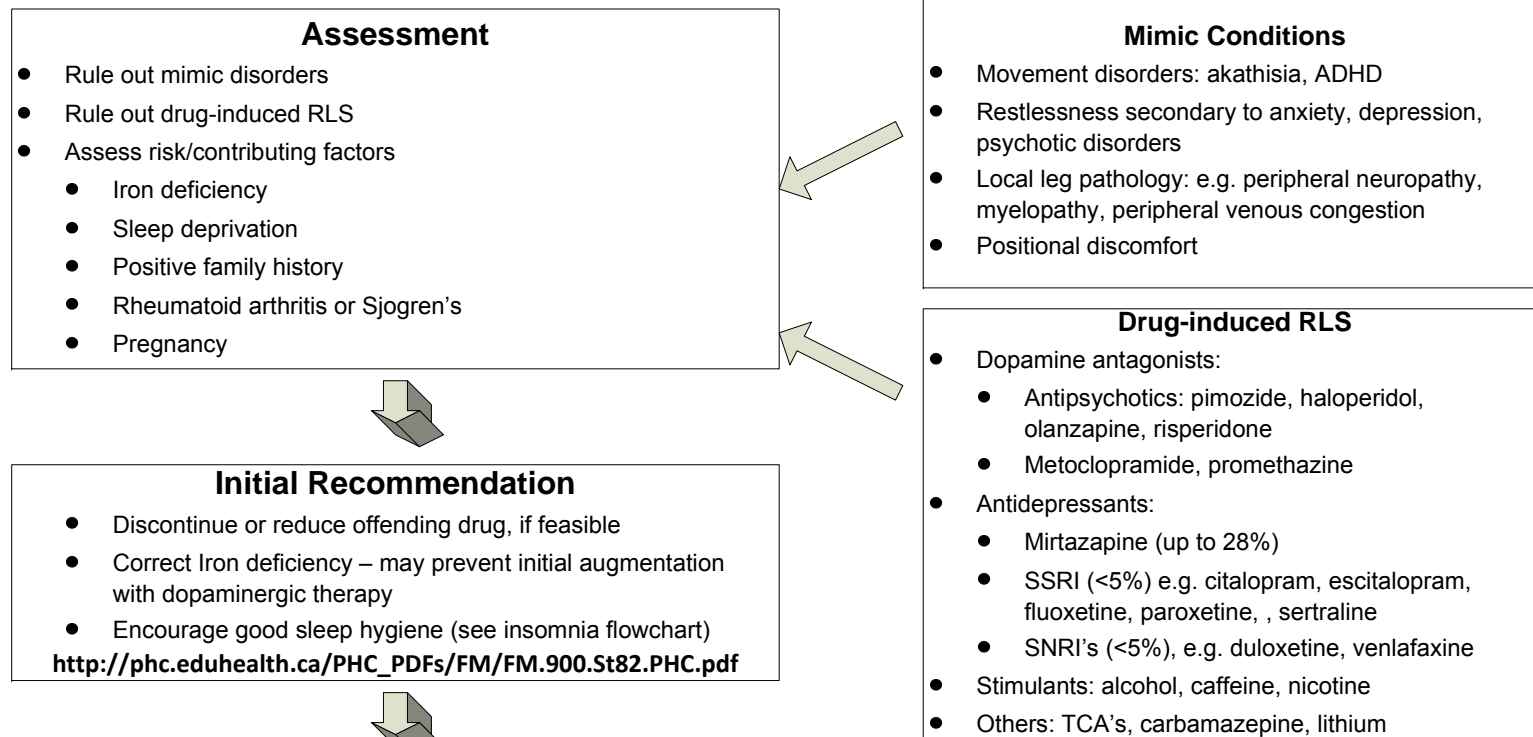 Assessment
● Rule out mimic disorders
● Rule out drug-induced RLS
● Assess risk/contributing factors
● Iron deficiency
● Sleep deprivation
● Positive family history
● Rheumatoid arthritis or Sjogren’s
● Pregnancy
Initial Recommendation
● Discontinue or reduce offending drug, if feasible
● Correct Iron deficiency – may prevent initial augmentation
with dopaminergic therapy
● Encourage good sleep hygiene (see insomnia flowchart)
http://phc.eduhealth.ca/PHC_PDFs/FM/FM.900.St82.PHC.pdf
Mimic Conditions
● Movement disorders: akathisia, ADHD
● Restlessness secondary to anxiety, depression,
psychotic disorders
● Local leg pathology: e.g. peripheral neuropathy,
myelopathy, peripheral venous congestion
● Positional discomfort
Drug-induced RLS
● Dopamine antagonists:
● Antipsychotics: pimozide, haloperidol,
olanzapine, risperidone
● Metoclopramide, promethazine
● Antidepressants:
● Mirtazapine (up to 28%)
● SSRI (<5%) e.g. citalopram, escitalopram,
fluoxetine, paroxetine, , sertraline
● SNRI’s (<5%), e.g. duloxetine, venlafaxine
● Stimulants: alcohol, caffeine, nicotine
● Others: TCA’s, carbamazepine, lithium